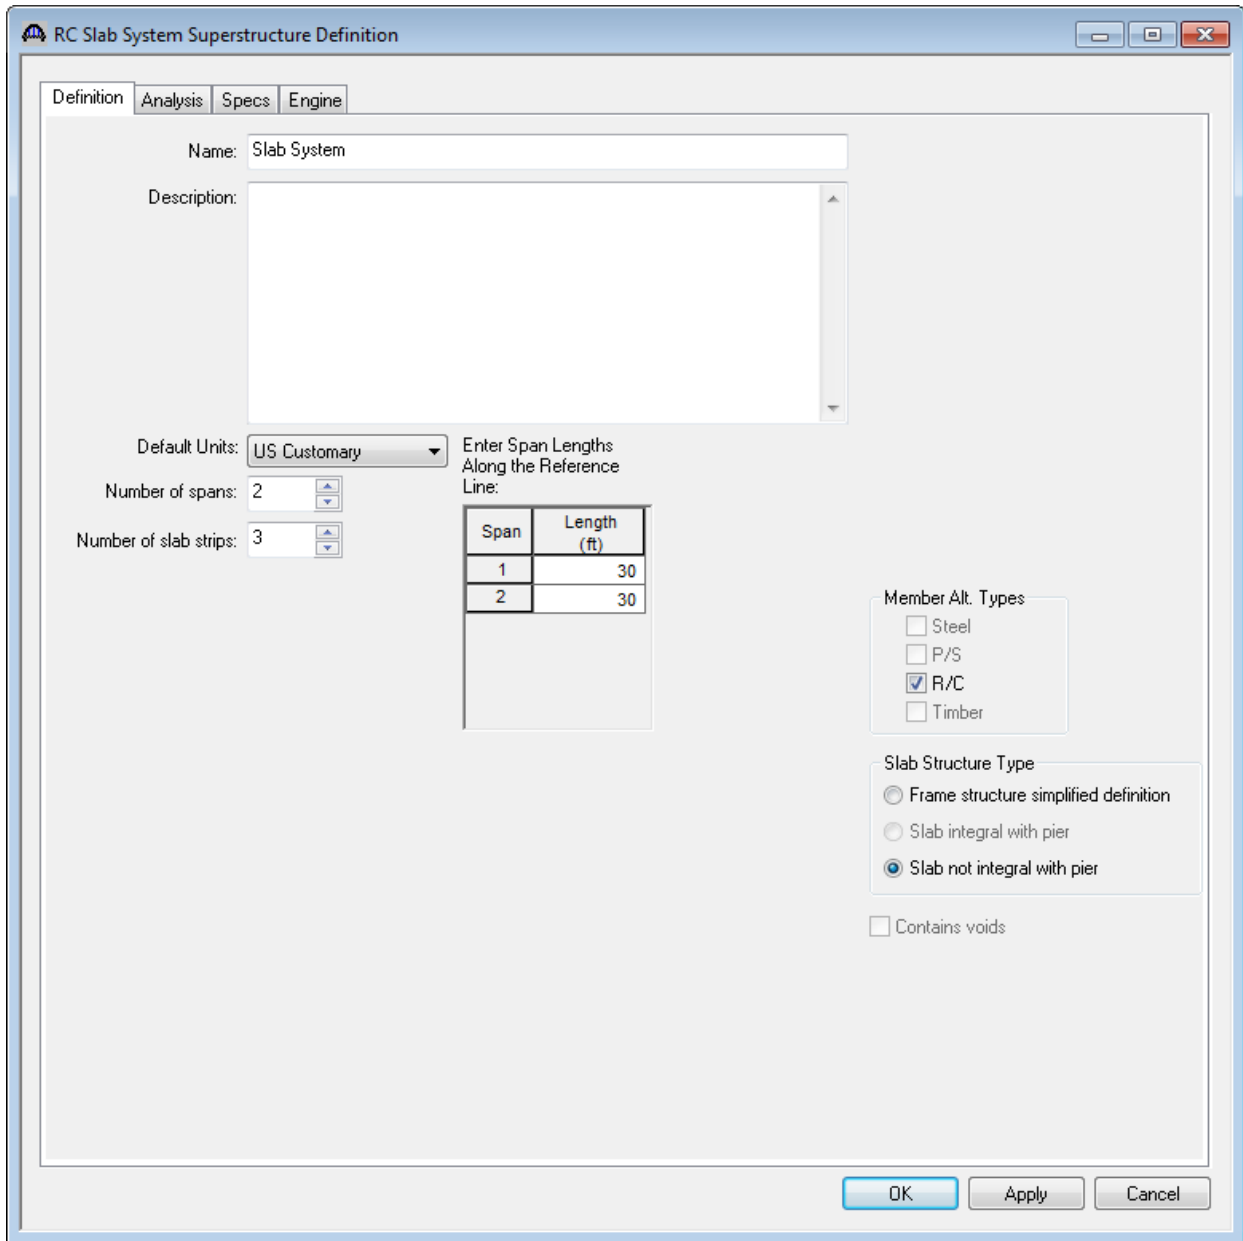 RC Slab System Superstructure Definition
Definition Analysis Specs Engine
Name: Slab System
Description:
Default Units: US Customary
Number of spans: 2
Number of slab strips: 3
Enter Span Lengths
Along the Reference
Line:
Span Length
(ft)
1 30
2 30
Member Alt. Types
Steel
P/S
R/C
Timber
Slab Structure Type
Frame structure simplified definition
Slab integral with pier
Slab not integral with pier
Contains voids
OK Apply Cancel